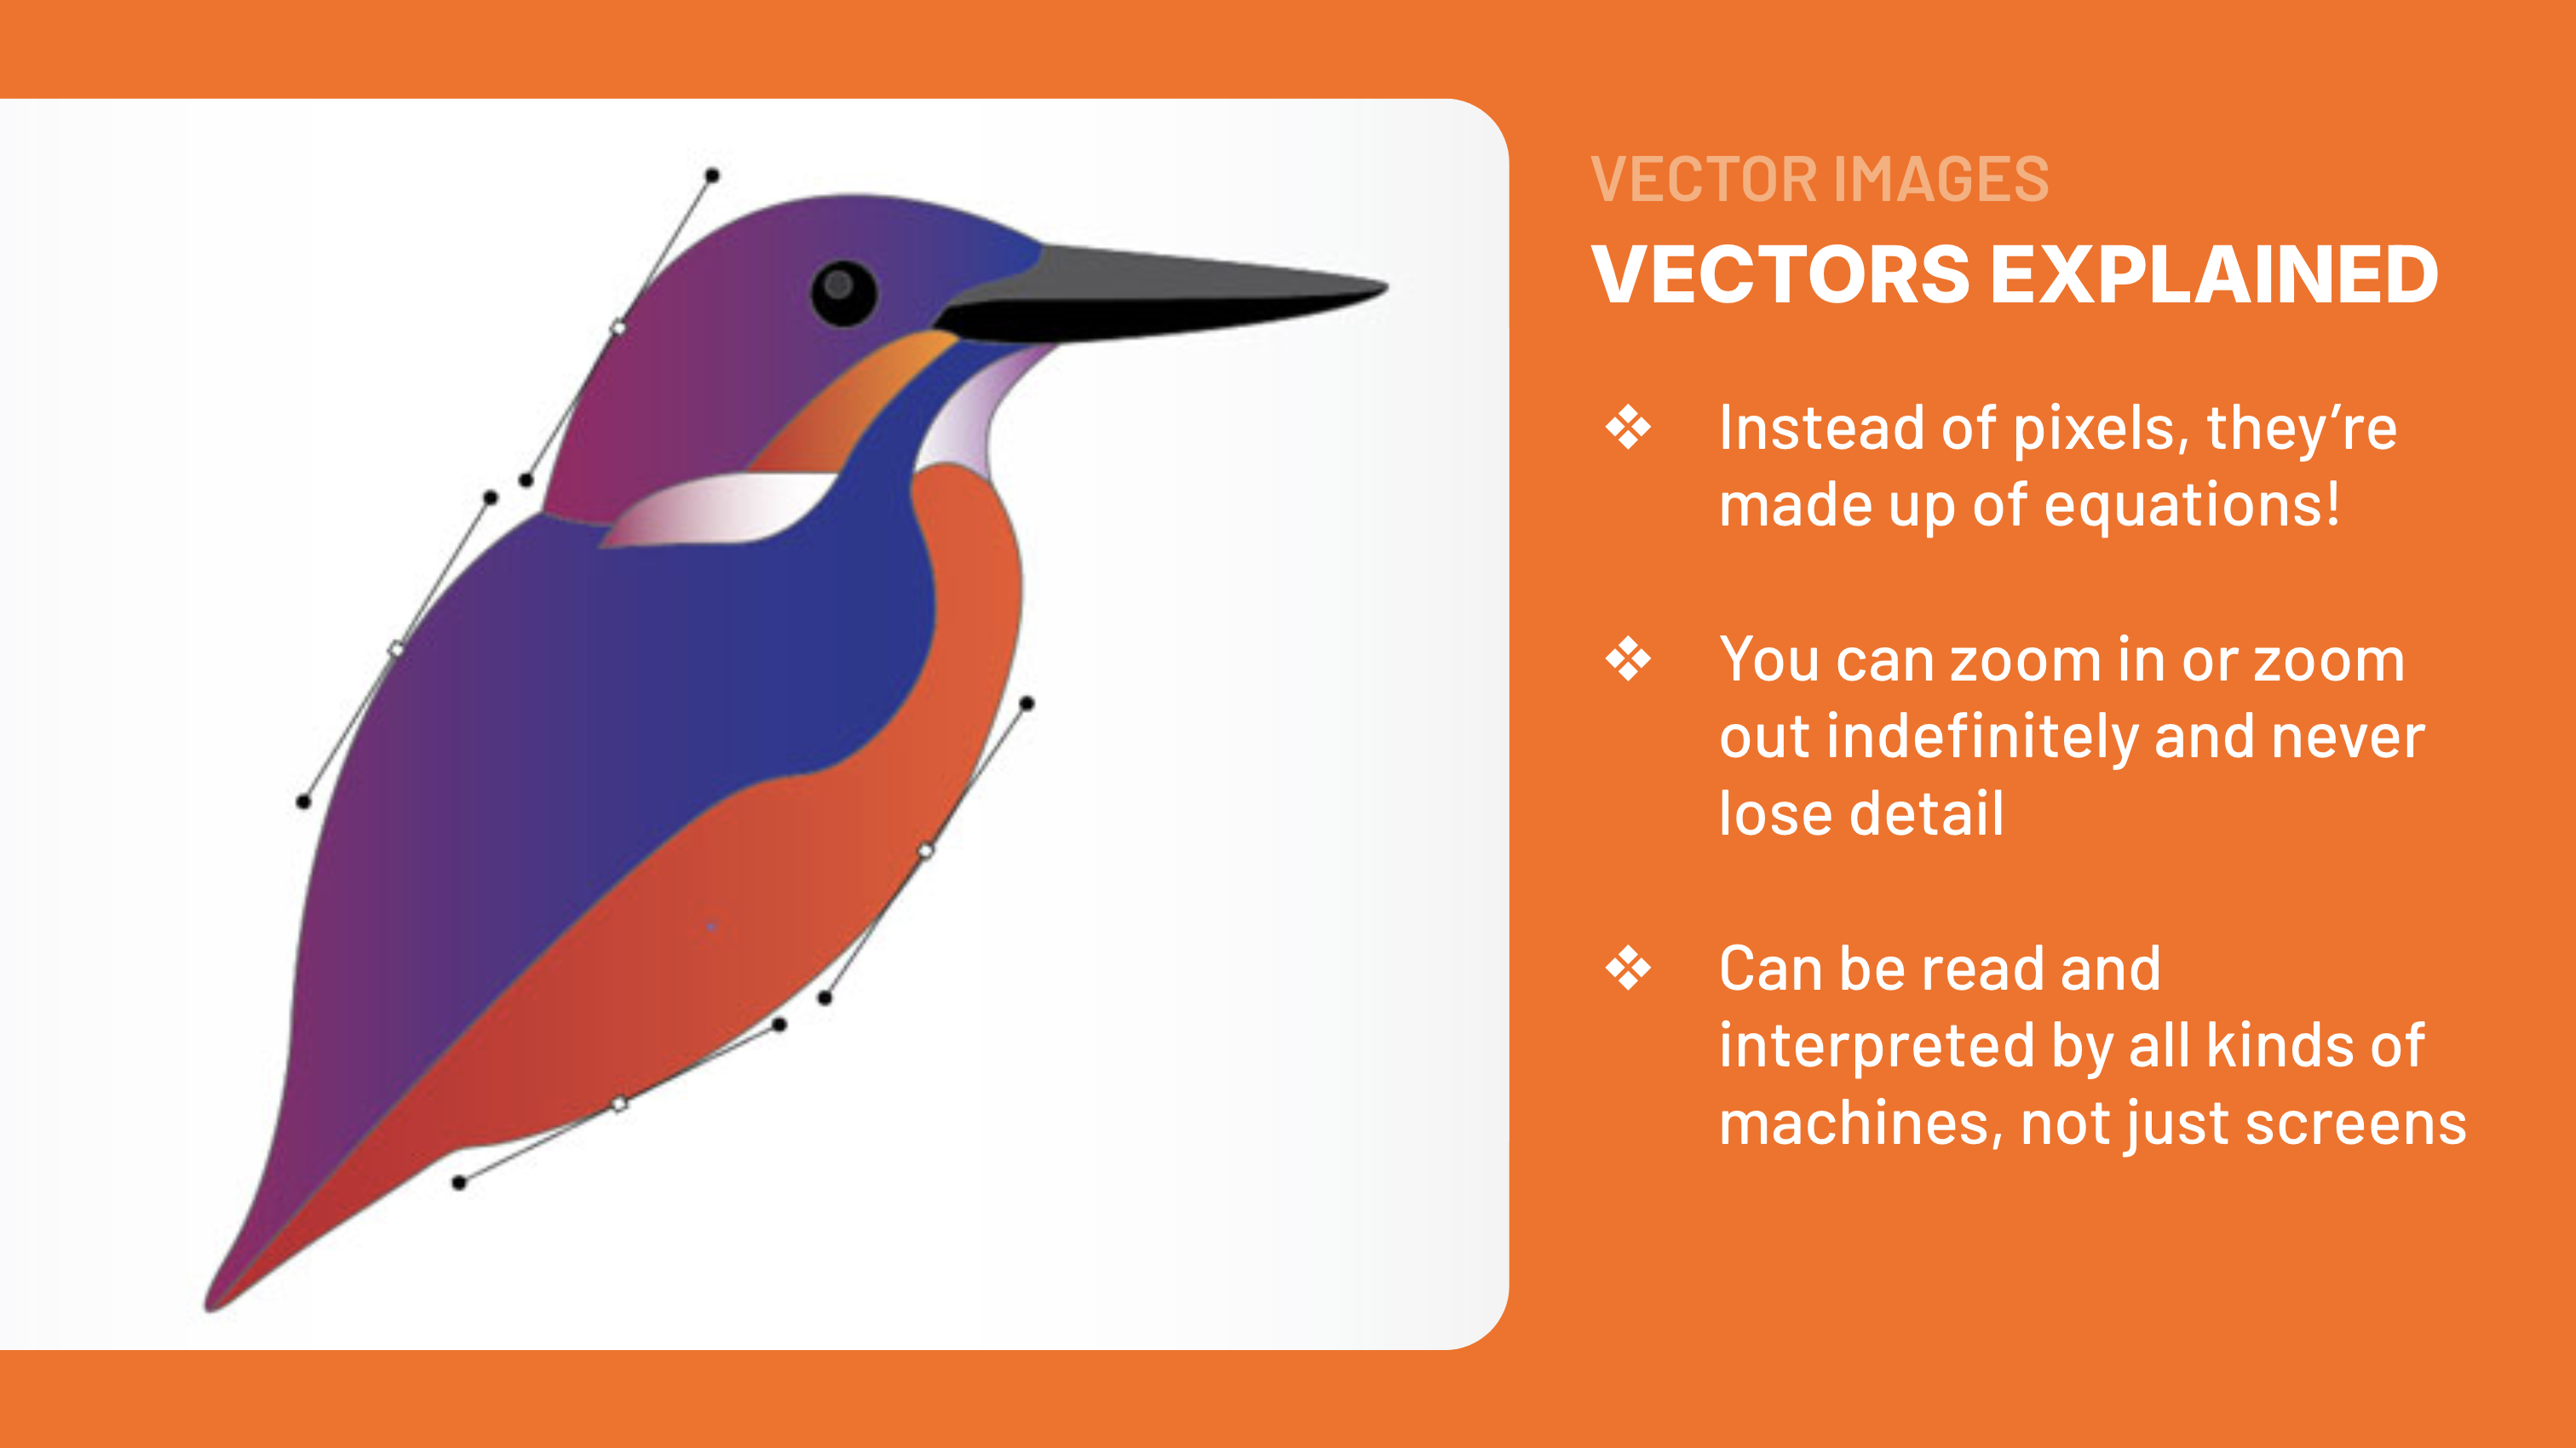 VECTOR IMAGES
VECTORS EXPLAINED
❖ Instead of pixels, they’re
made up of equations!
❖ You can zoom in or zoom
out indefinitely and never
lose detail
❖ Can be read and
interpreted by all kinds of
machines, not just screens